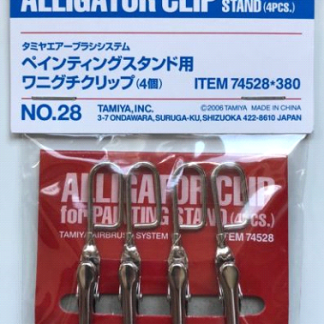 ALLIGATOR CLIP
STAND (4PCS.)
タミヤエアーブラシシステム
ペインティングスタンド用
ワニグチクリップ(4個)
ITEM 74528*380
NO.28
TAMIYA, INC.
©2006 TAMIYA MADE IN CHINA
3-7 ONDAWARA, SURUGA-KU, SHIZUOKA 422-8610 JAPAN
ALLIGATOR CLIP
for PAINTING STAND (4PCS.)
TAMIYA AIRBRUSH SYSTEM
ITEM 74528